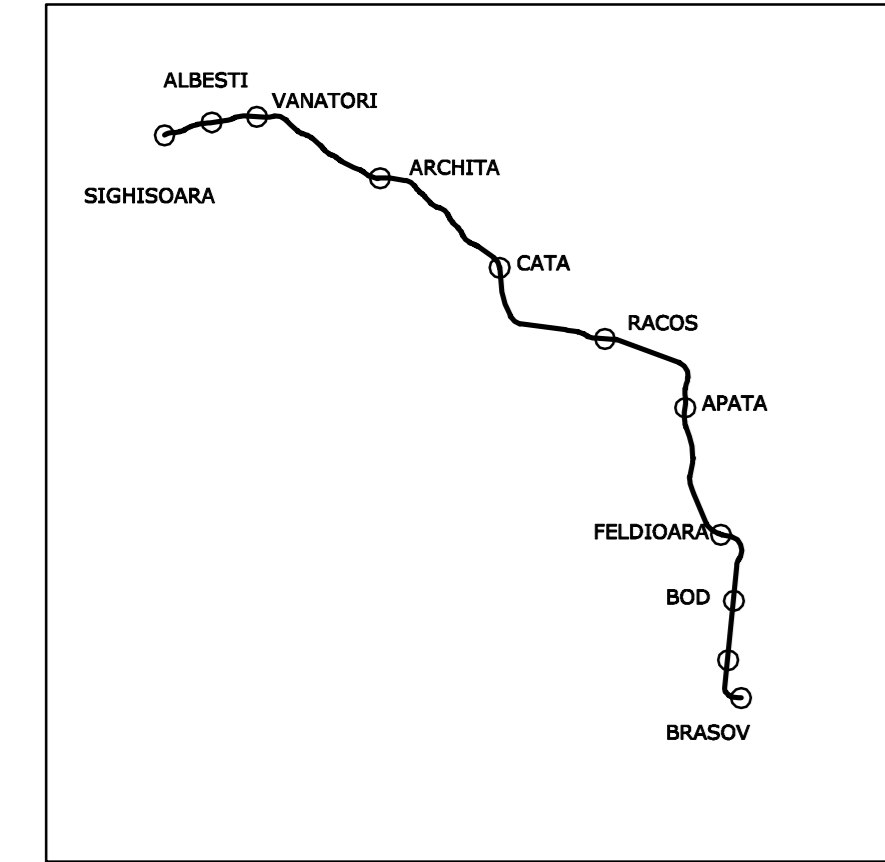 ALBESTI
VANATORI
ARCHITA
SIGHISOARA
CATA
RACOS
APATA
FELDIOARA
BOD
BRASOV